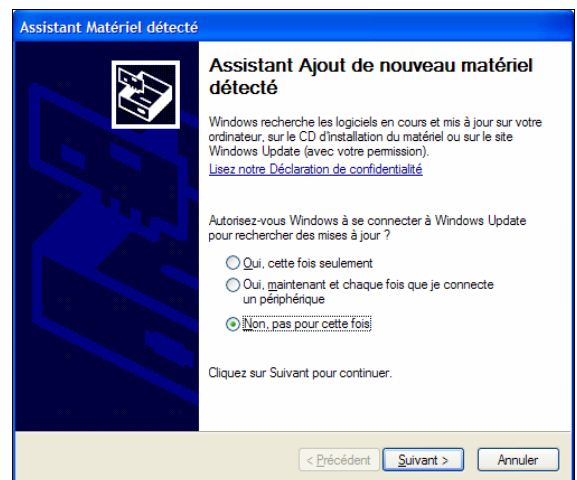 Assistant Matériel détecté
Assistant Ajout de nouveau matériel
détecté
Windows recherche les logiciels en cours et mis à jour sur votre
ordinateur, sur le CD d'installation du matériel ou sur le site
Windows Update (avec votre permission).
Lisez notre Déclaration de confidentialité
Autorisez-vous Windows à se connecter à Windows Update
pour rechercher des mises à jour ?
Oui, cette fois seulement
Oui, maintenant et chaque fois que je connecte
un périphérique
Non, pas pour cette fois
Cliquez sur Suivant pour continuer.
< Précédent Suivant > Annuler